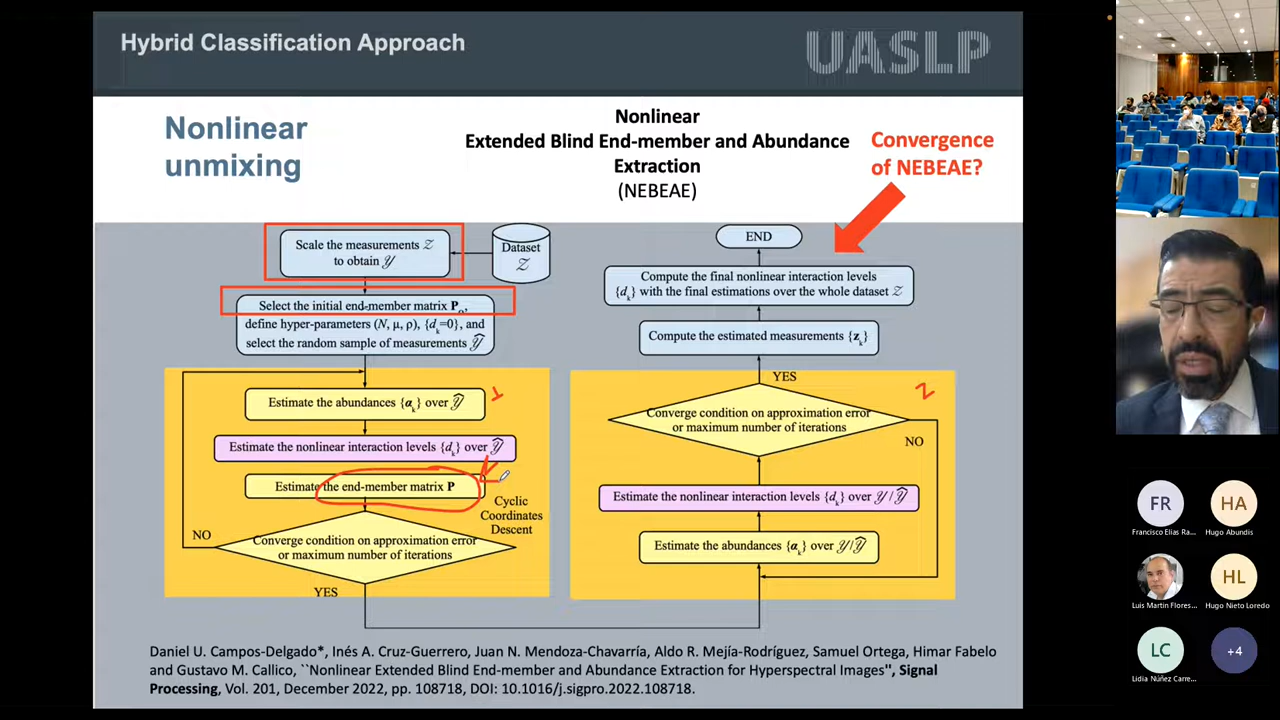 Hybrid Classification Approach
UASLP
Nonlinear
unmixing
Nonlinear
Extended Blind End-member and Abundance
Extraction
(NEBEAE)
Convergence
of NEBEAE?
Scale the measurements 𝒵
to obtain 𝒴
Dataset
𝒵
Select the initial end-member matrix P₀,
define hyper-parameters (N, μ, ρ), {dₖ=0}, and
select the random sample of measurements 𝒴̂
Estimate the abundances {αₖ} over 𝒴̂
1
Estimate the nonlinear interaction levels {dₖ} over 𝒴̂
Estimate the end-member matrix P
Cyclic
Coordinates
Descent
NO
Converge condition on approximation error
or maximum number of iterations
YES
END
Compute the final nonlinear interaction levels
{dₖ} with the final estimations over the whole dataset 𝒵
Compute the estimated measurements {zₖ}
YES
2
Converge condition on approximation error
or maximum number of iterations
NO
Estimate the nonlinear interaction levels {dₖ} over 𝒴/𝒴̂
Estimate the abundances {αₖ} over 𝒴/𝒴̂
Daniel U. Campos-Delgado*, Inés A. Cruz-Guerrero, Juan N. Mendoza-Chavarría, Aldo R. Mejía-Rodríguez, Samuel Ortega, Himar Fabelo
and Gustavo M. Callico, ``Nonlinear Extended Blind End-member and Abundance Extraction for Hyperspectral Images'', Signal
Processing, Vol. 201, December 2022, pp. 108718, DOI: 10.1016/j.sigpro.2022.108718.
FR
Francisco Elias Ra...
HA
Hugo Abundis
Luis Martin Flores...
HL
Hugo Nieto Loredo
LC
Lidia Núñez Carre...
+4